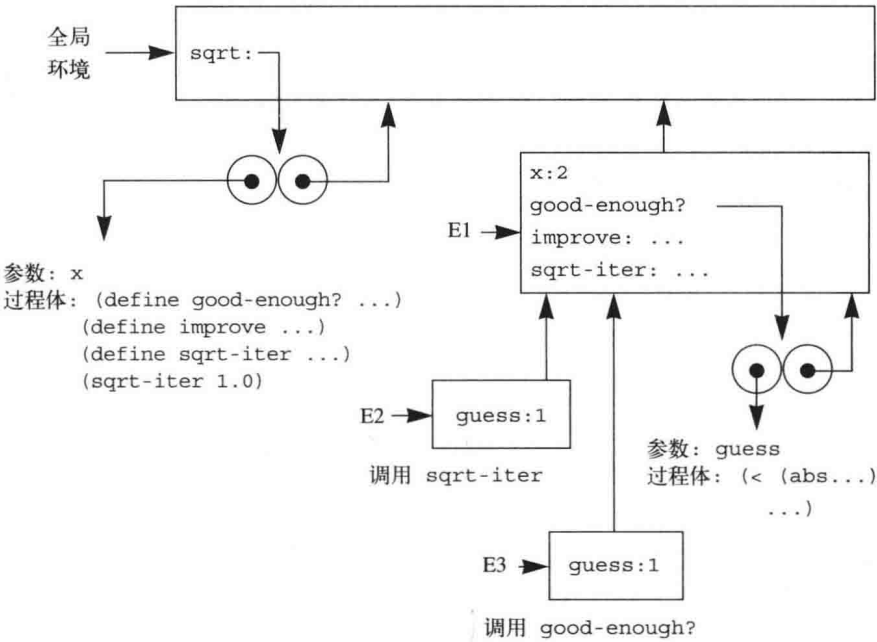 全局
环境
sqrt:
x:2
good-enough?
E1
improve: ...
sqrt-iter: ...
参数: x
过程体: (define good-enough? ...)
(define improve ...)
(define sqrt-iter ...)
(sqrt-iter 1.0)
E2
guess:1
调用 sqrt-iter
参数: guess
过程体: (< (abs...)
...)
E3
guess:1
调用 good-enough?